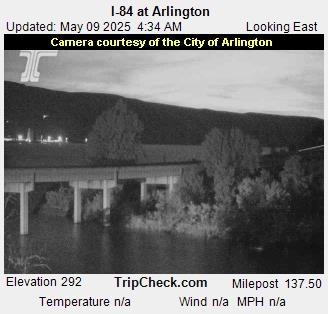 I-84 at Arlington
Updated: May 09 2025 4:34 AM Looking East
Camera courtesy of the City of Arlington
Elevation 292 TripCheck.com Milepost 137.50
Temperature n/a Wind n/a MPH n/a